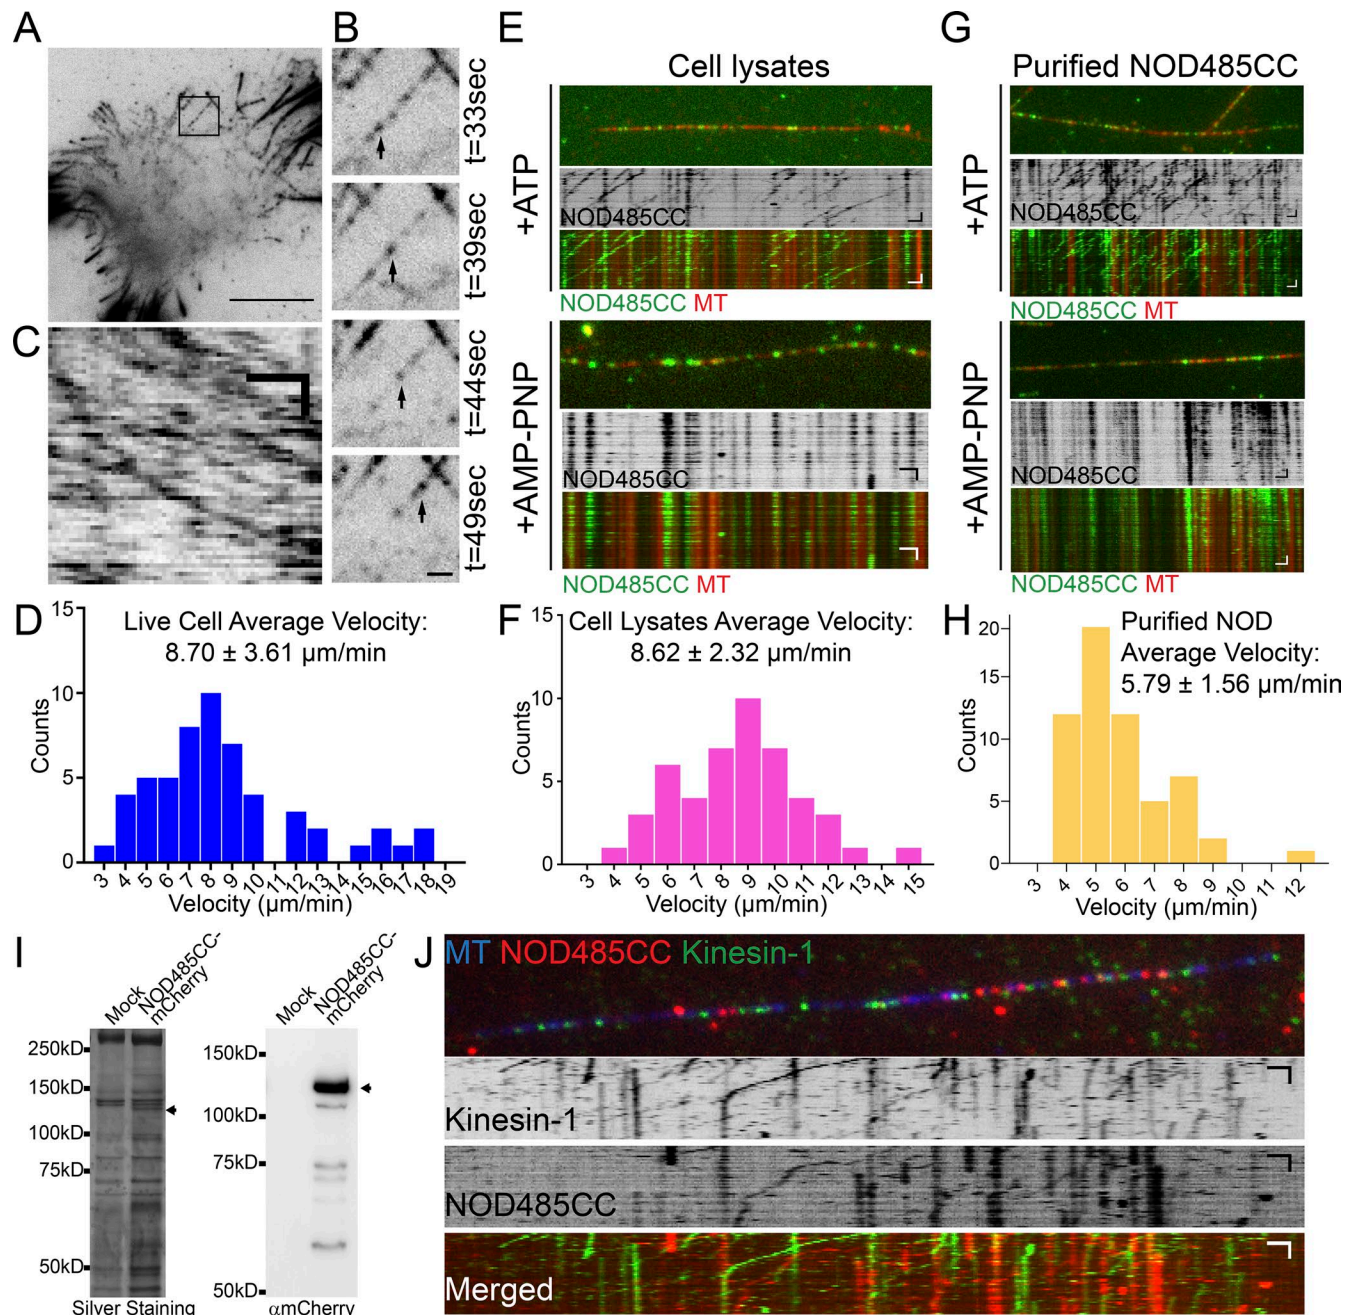 A
B
t=33sec
t=39sec
t=44sec
t=49sec
C
E
Cell lysates
+ATP
NOD485CC
NOD485CC MT
+AMP-PNP
NOD485CC
NOD485CC MT
G
Purified NOD485CC
+ATP
NOD485CC
NOD485CC MT
+AMP-PNP
NOD485CC
NOD485CC MT
D
Live Cell Average Velocity:
8.70 ± 3.61 µm/min
Counts
15
10
5
0
3 4 5 6 7 8 9 10 11 12 13 14 15 16 17 18 19
Velocity (µm/min)
F
Cell Lysates Average Velocity:
8.62 ± 2.32 µm/min
Counts
15
10
5
0
3 4 5 6 7 8 9 10 11 12 13 14 15
Velocity (µm/min)
H
Purified NOD
Average Velocity:
5.79 ± 1.56 µm/min
Counts
20
15
10
5
0
3 4 5 6 7 8 9 10 11 12
Velocity (µm/min)
I
Mock
NOD485CC-
mCherry
250kD
150kD
100kD
75kD
50kD
Silver Staining
Mock
NOD485CC-
mCherry
150kD
100kD
75kD
50kD
αmCherry
J
MT NOD485CC Kinesin-1
Kinesin-1
NOD485CC
Merged